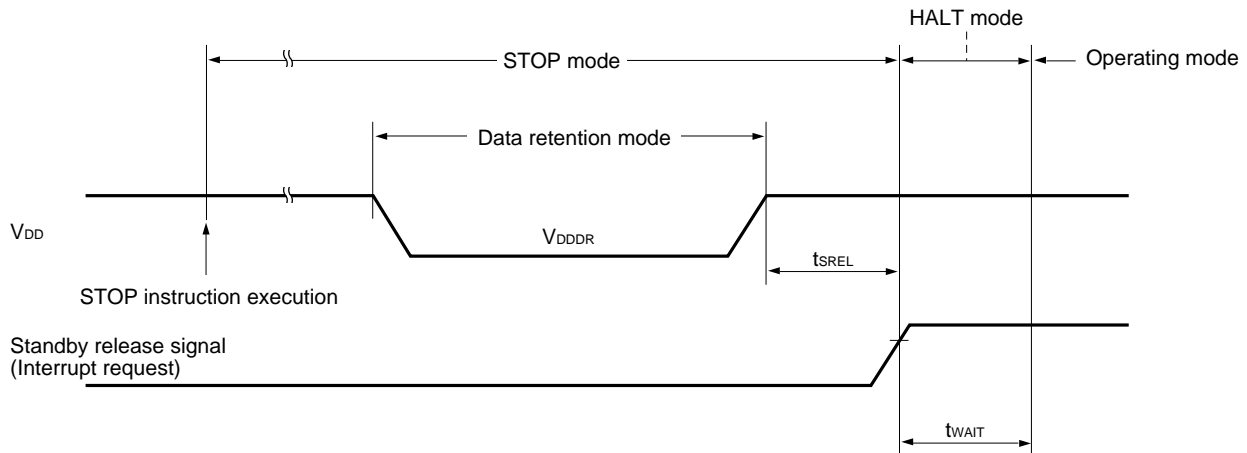 HALT mode
STOP mode
Operating mode
Data retention mode
VDD
VDDDR
tSREL
STOP instruction execution
Standby release signal
(Interrupt request)
tWAIT